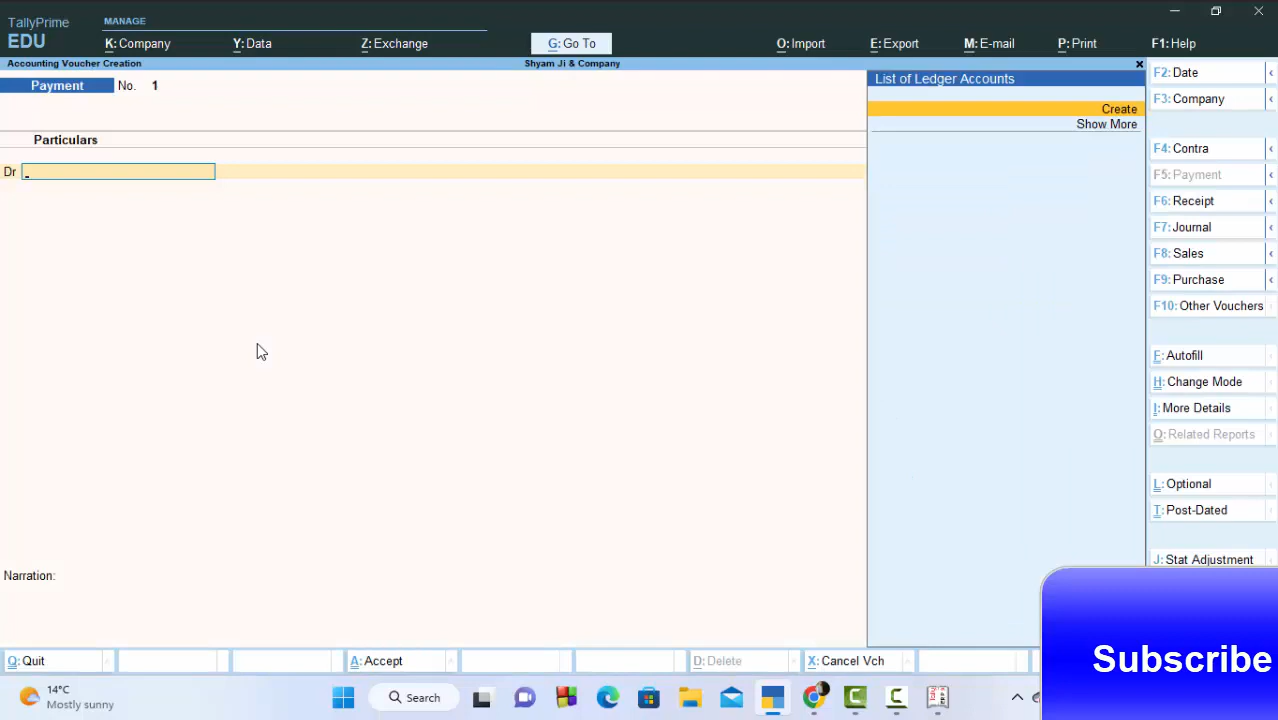 TallyPrime
EDU
MANAGE
K: Company
Y: Data
Z: Exchange
G: Go To
O: Import
E: Export
M: E-mail
P: Print
F1: Help
Accounting Voucher Creation
Shyam Ji & Company
Payment No. 1
Particulars
Dr
Narration:
List of Ledger Accounts
Create
Show More
F2: Date
F3: Company
F4: Contra
F5: Payment
F6: Receipt
F7: Journal
F8: Sales
F9: Purchase
F10: Other Vouchers
F: Autofill
H: Change Mode
I: More Details
O: Related Reports
L: Optional
T: Post-Dated
J: Stat Adjustment
Subscribe
Q: Quit
A: Accept
D: Delete
X: Cancel Vch
14°C
Mostly sunny
Search